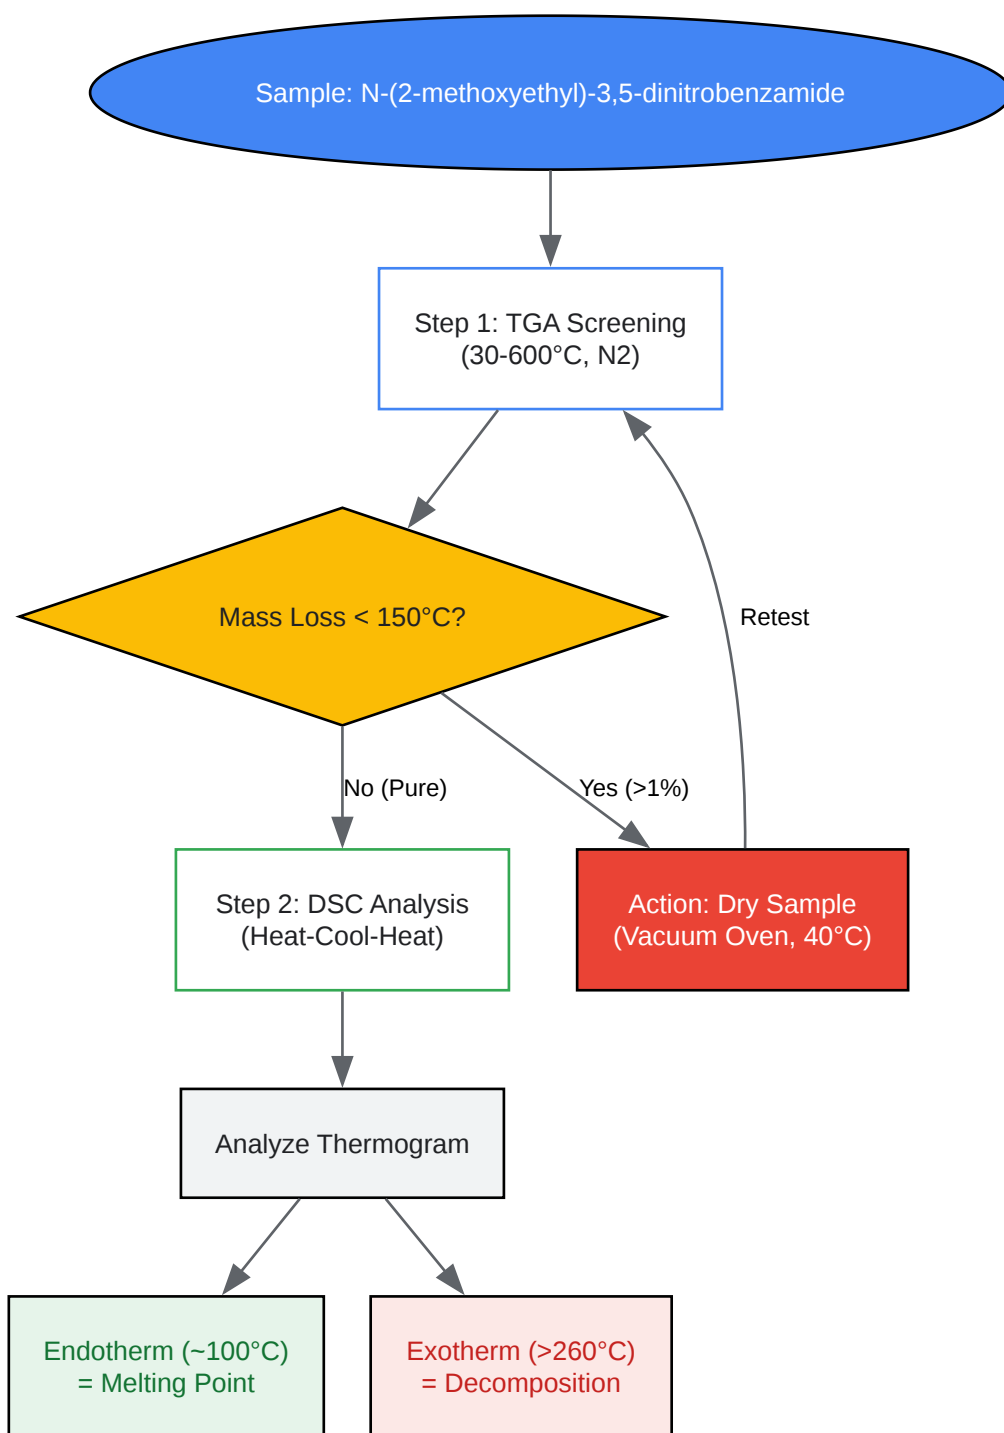 Sample: N-(2-methoxyethyl)-3,5-dinitrobenzamide
Step 1: TGA Screening
(30-600°C, N2)
Mass Loss < 150°C?
Retest
No (Pure)
Yes (>1%)
Step 2: DSC Analysis
(Heat-Cool-Heat)
Action: Dry Sample
(Vacuum Oven, 40°C)
Analyze Thermogram
Endotherm (~100°C)
= Melting Point
Exotherm (>260°C)
= Decomposition